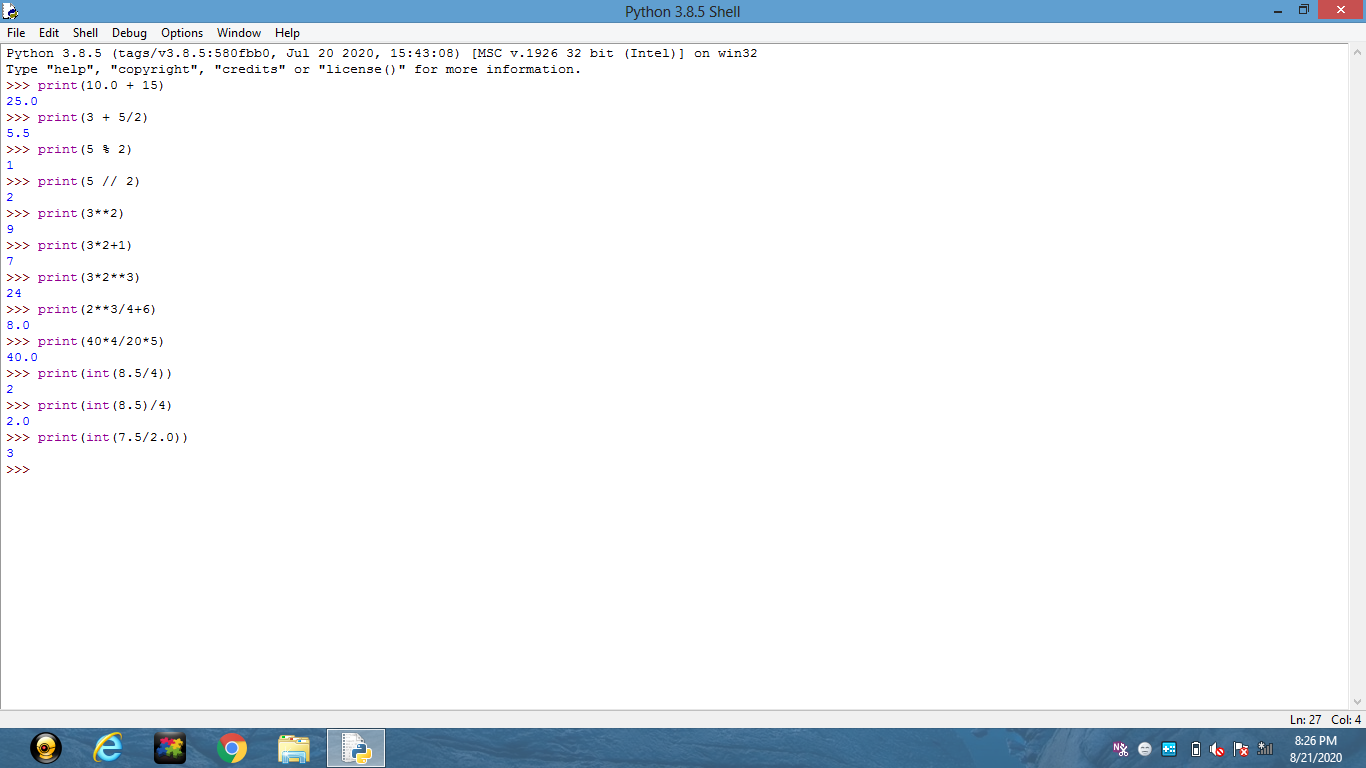 Python 3.8.5 Shell
File Edit Shell Debug Options Window Help
Python 3.8.5 (tags/v3.8.5:580fbb0, Jul 20 2020, 15:43:08) [MSC v.1926 32 bit (Intel)] on win32
Type "help", "copyright", "credits" or "license()" for more information.
>>> print(10.0 + 15)
25.0
>>> print(3 + 5/2)
5.5
>>> print(5 % 2)
1
>>> print(5 // 2)
2
>>> print(3**2)
9
>>> print(3*2+1)
7
>>> print(3*2**3)
24
>>> print(2**3/4+6)
8.0
>>> print(40*4/20*5)
40.0
>>> print(int(8.5/4))
2
>>> print(int(8.5)/4)
2.0
>>> print(int(7.5/2.0))
3
>>>
Ln: 27 Col: 4
8:26 PM
8/21/2020